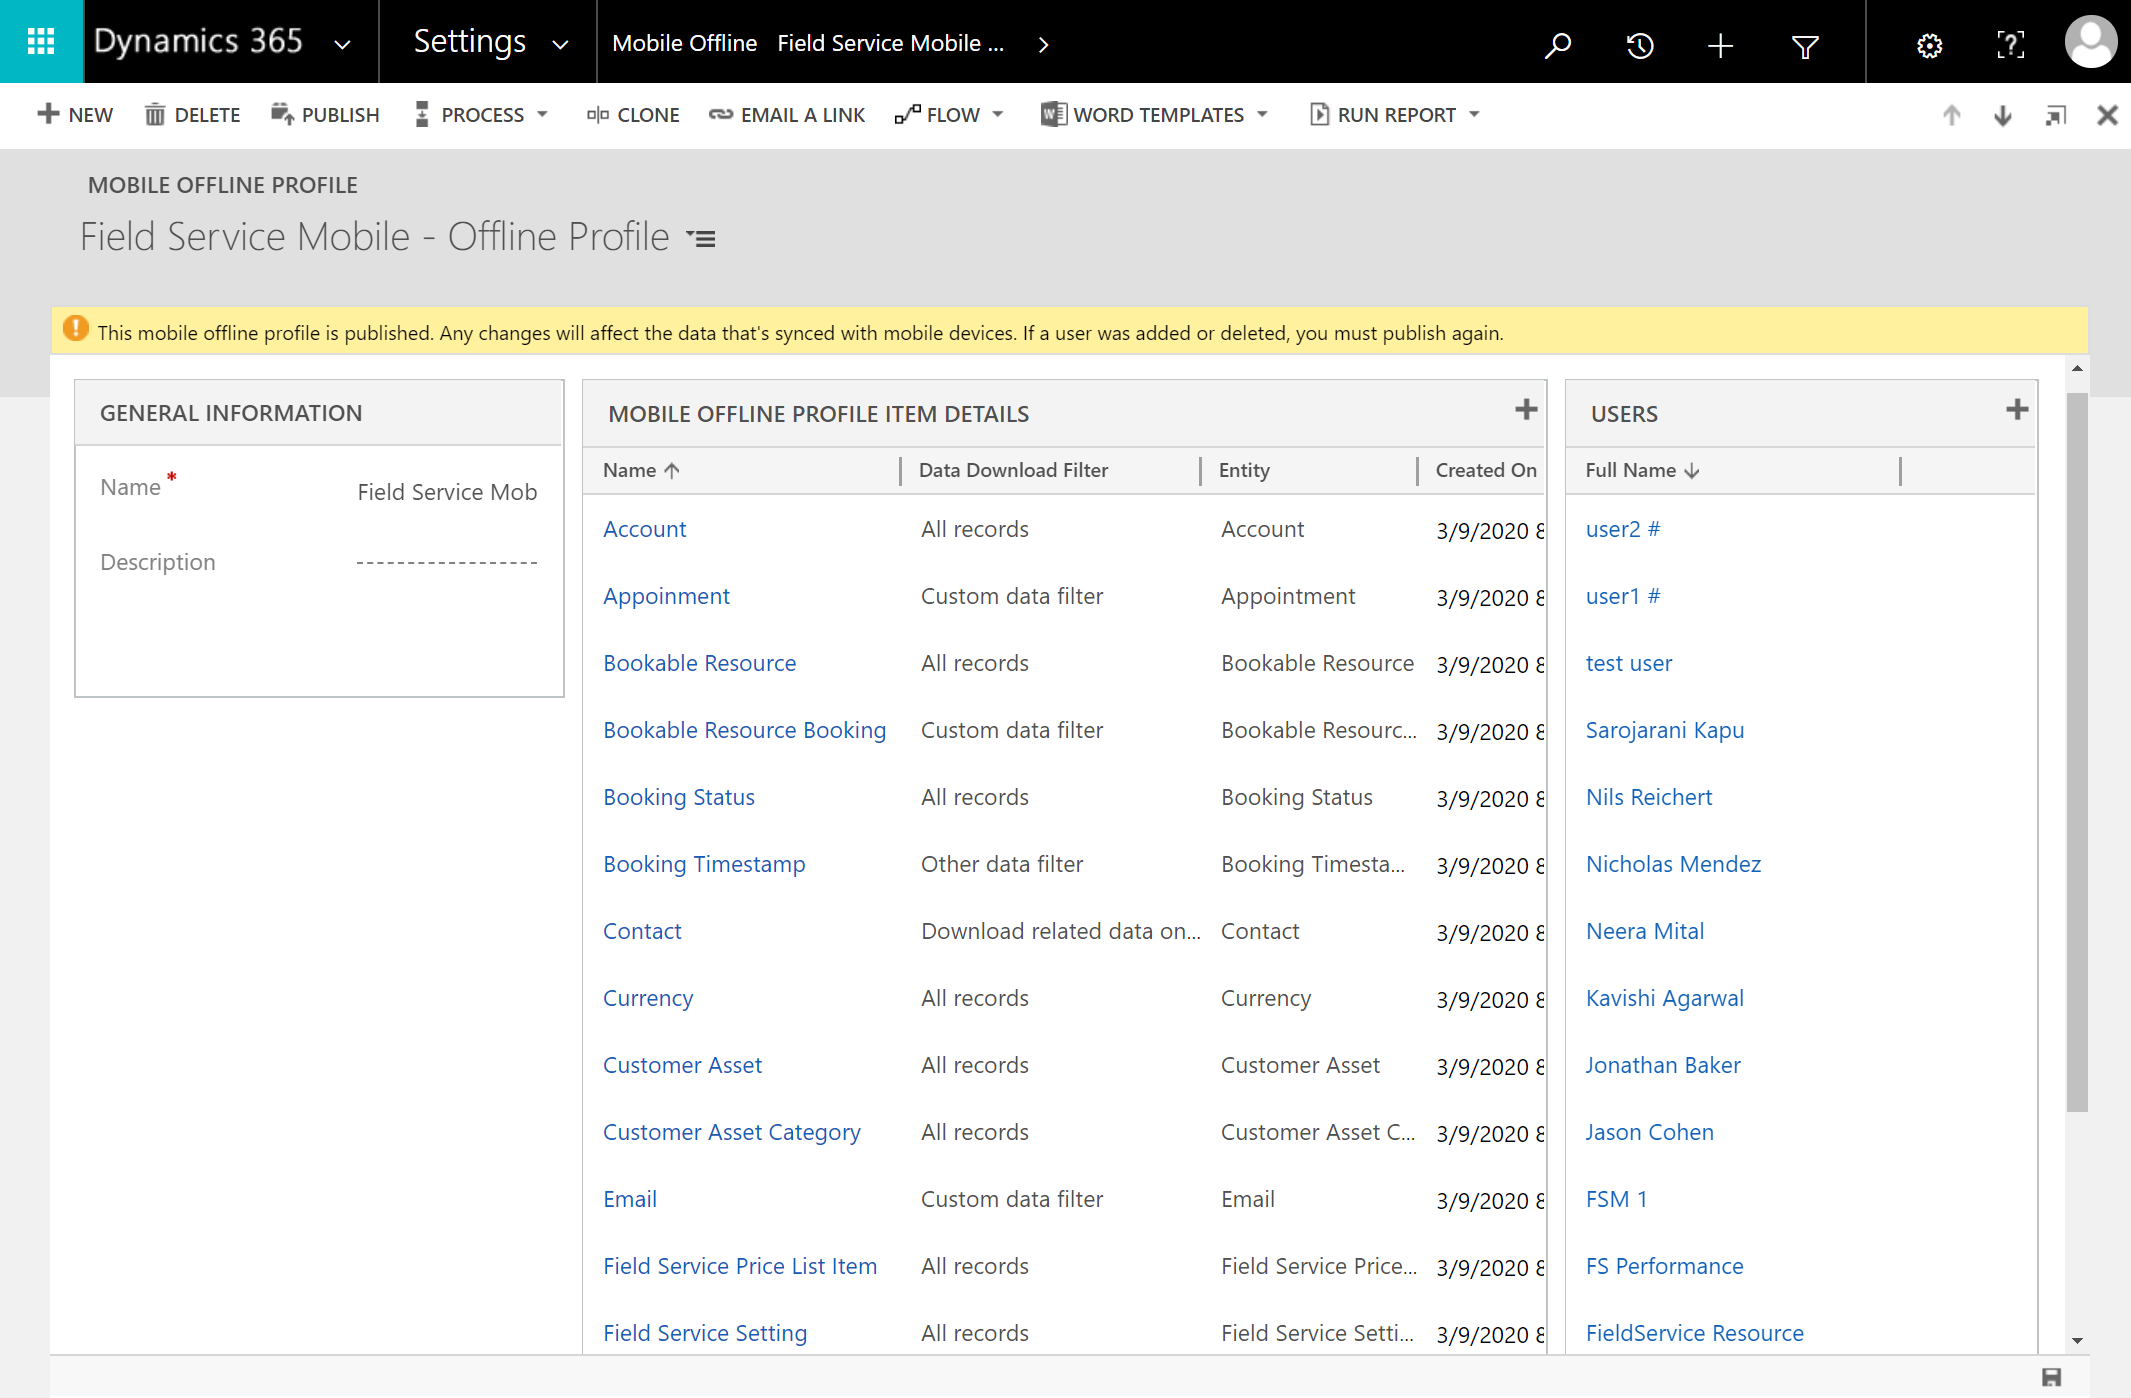 Dynamics 365 Settings Mobile Offline Field Service Mobile ...
NEW DELETE PUBLISH PROCESS CLONE EMAIL A LINK FLOW WORD TEMPLATES RUN REPORT
MOBILE OFFLINE PROFILE
Field Service Mobile - Offline Profile
This mobile offline profile is published. Any changes will affect the data that's synced with mobile devices. If a user was added or deleted, you must publish again.
GENERAL INFORMATION
Name *
Field Service Mob
Description
MOBILE OFFLINE PROFILE ITEM DETAILS
Name Data Download Filter Entity Created On
Account All records Account 3/9/2020 8
Appoinment Custom data filter Appointment 3/9/2020 8
Bookable Resource All records Bookable Resource 3/9/2020 8
Bookable Resource Booking Custom data filter Bookable Resourc... 3/9/2020 8
Booking Status All records Booking Status 3/9/2020 8
Booking Timestamp Other data filter Booking Timesta... 3/9/2020 8
Contact Download related data on... Contact 3/9/2020 8
Currency All records Currency 3/9/2020 8
Customer Asset All records Customer Asset 3/9/2020 8
Customer Asset Category All records Customer Asset C... 3/9/2020 8
Email Custom data filter Email 3/9/2020 8
Field Service Price List Item All records Field Service Price... 3/9/2020 8
Field Service Setting All records Field Service Setti... 3/9/2020 8
USERS
Full Name
user2 #
user1 #
test user
Sarojarani Kapu
Nils Reichert
Nicholas Mendez
Neera Mital
Kavishi Agarwal
Jonathan Baker
Jason Cohen
FSM 1
FS Performance
FieldService Resource